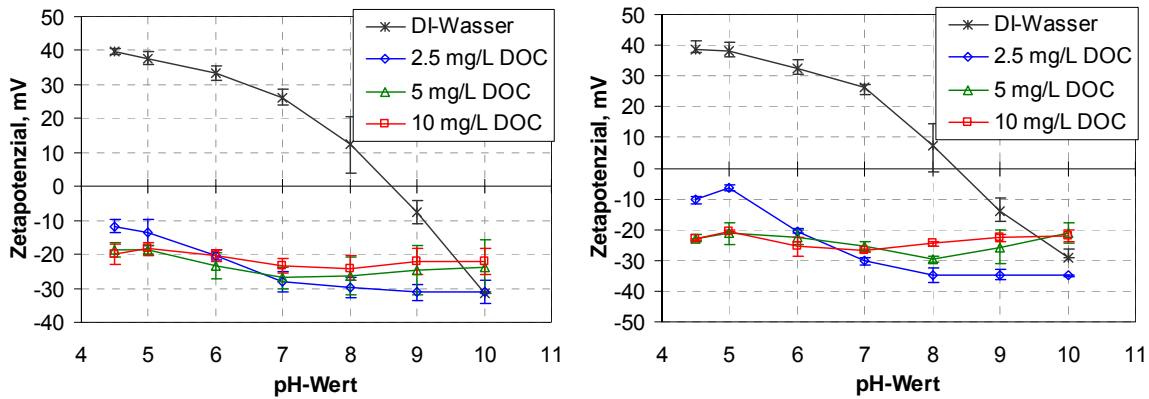 50
40
30
20
10
0
-10
-20
-30
-40
Zetapotenzial, mV
4 5 6 7 8 9 10 11
pH-Wert
DI-Wasser
2.5 mg/L DOC
5 mg/L DOC
10 mg/L DOC
50
40
30
20
10
0
-10
-20
-30
-40
-50
Zetapotenzial, mV
4 5 6 7 8 9 10 11
pH-Wert
DI-Wasser
2.5 mg/L DOC
5 mg/L DOC
10 mg/L DOC